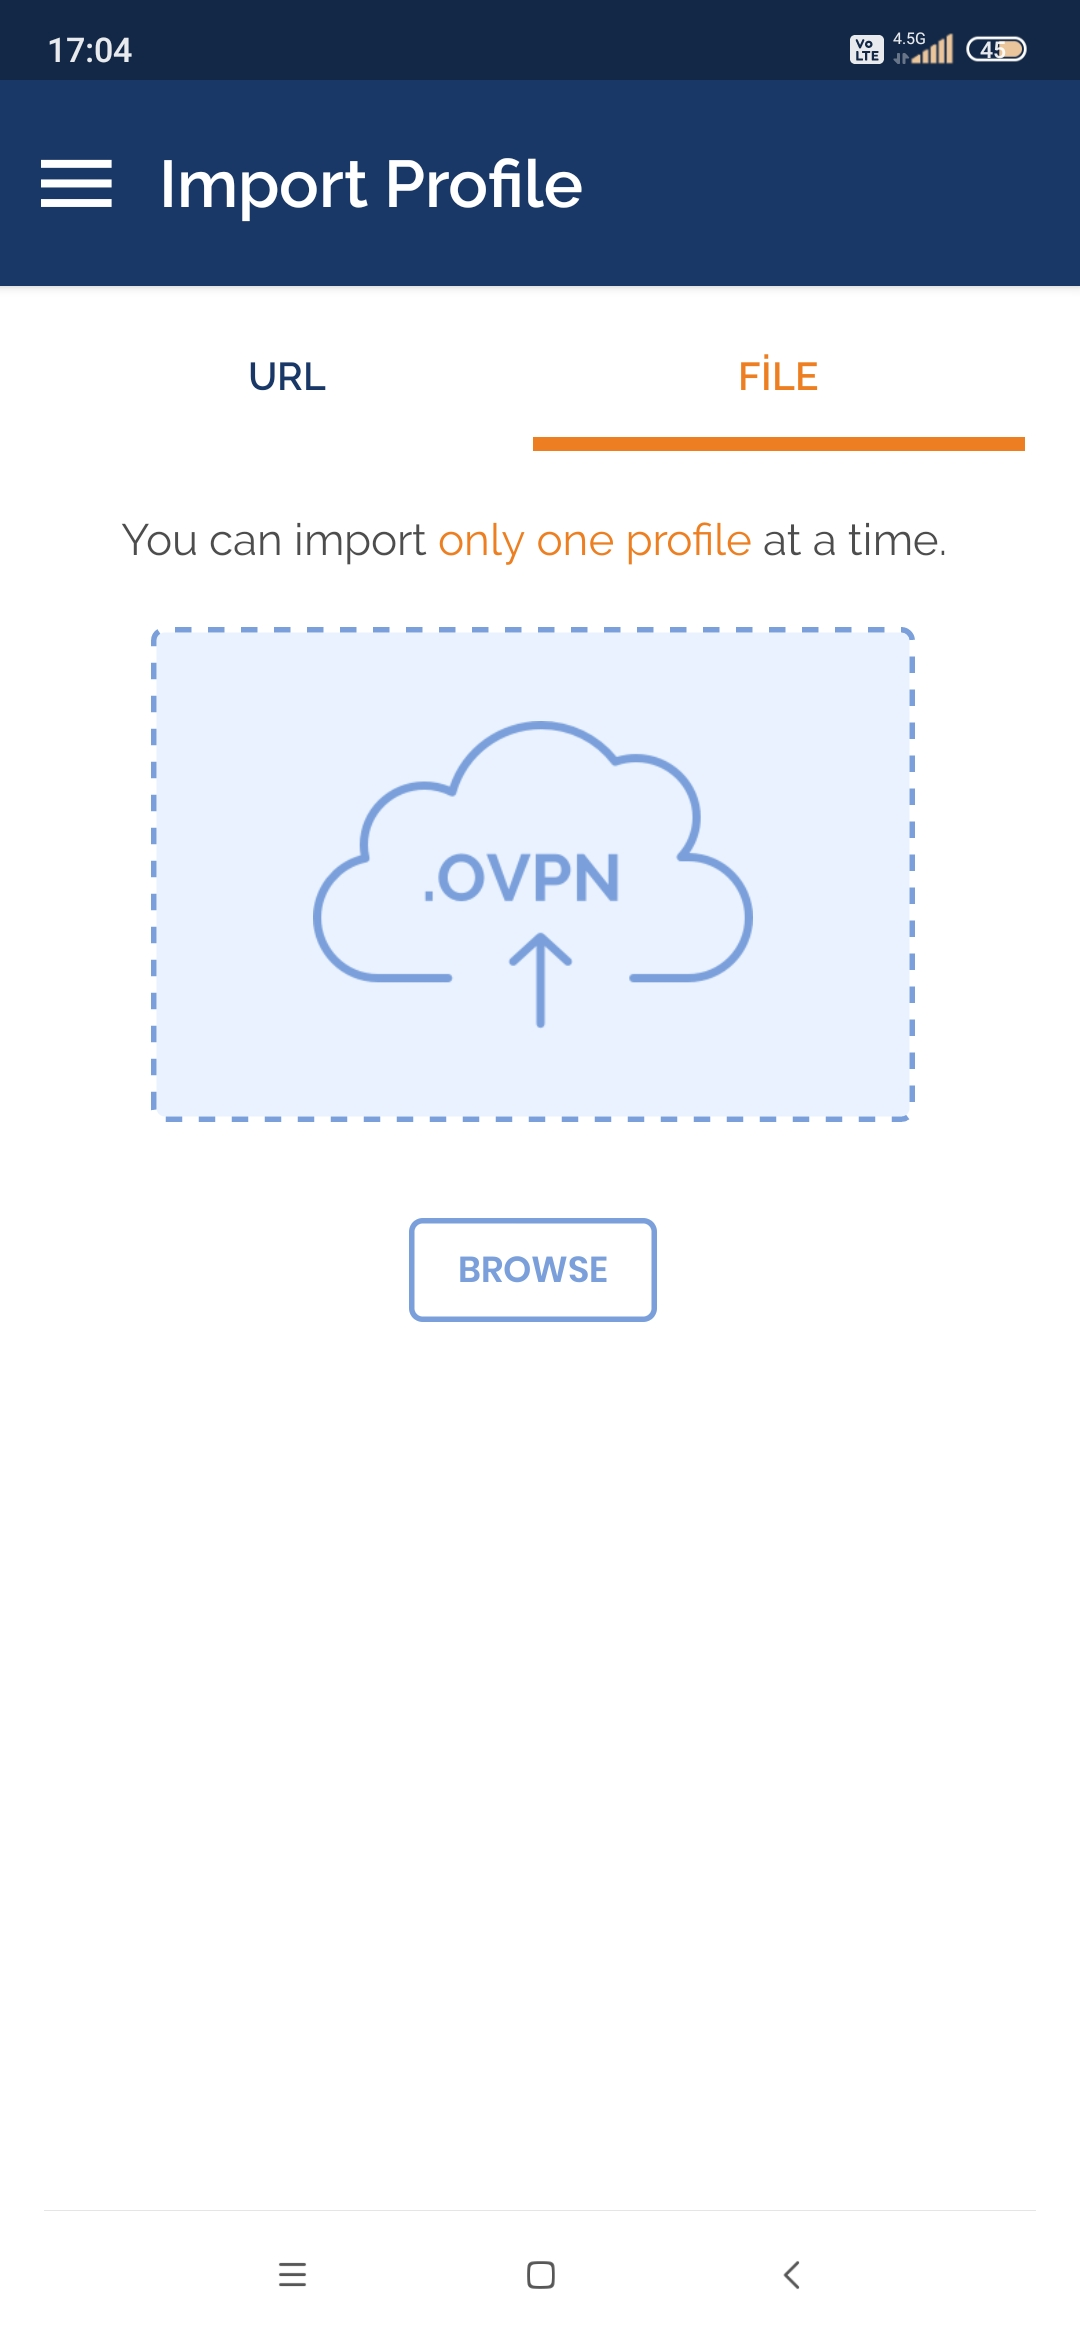 17:04
Vo LTE 4.5G 45
Import Profile
URL FİLE
You can import only one profile at a time.
.OVPN
BROWSE